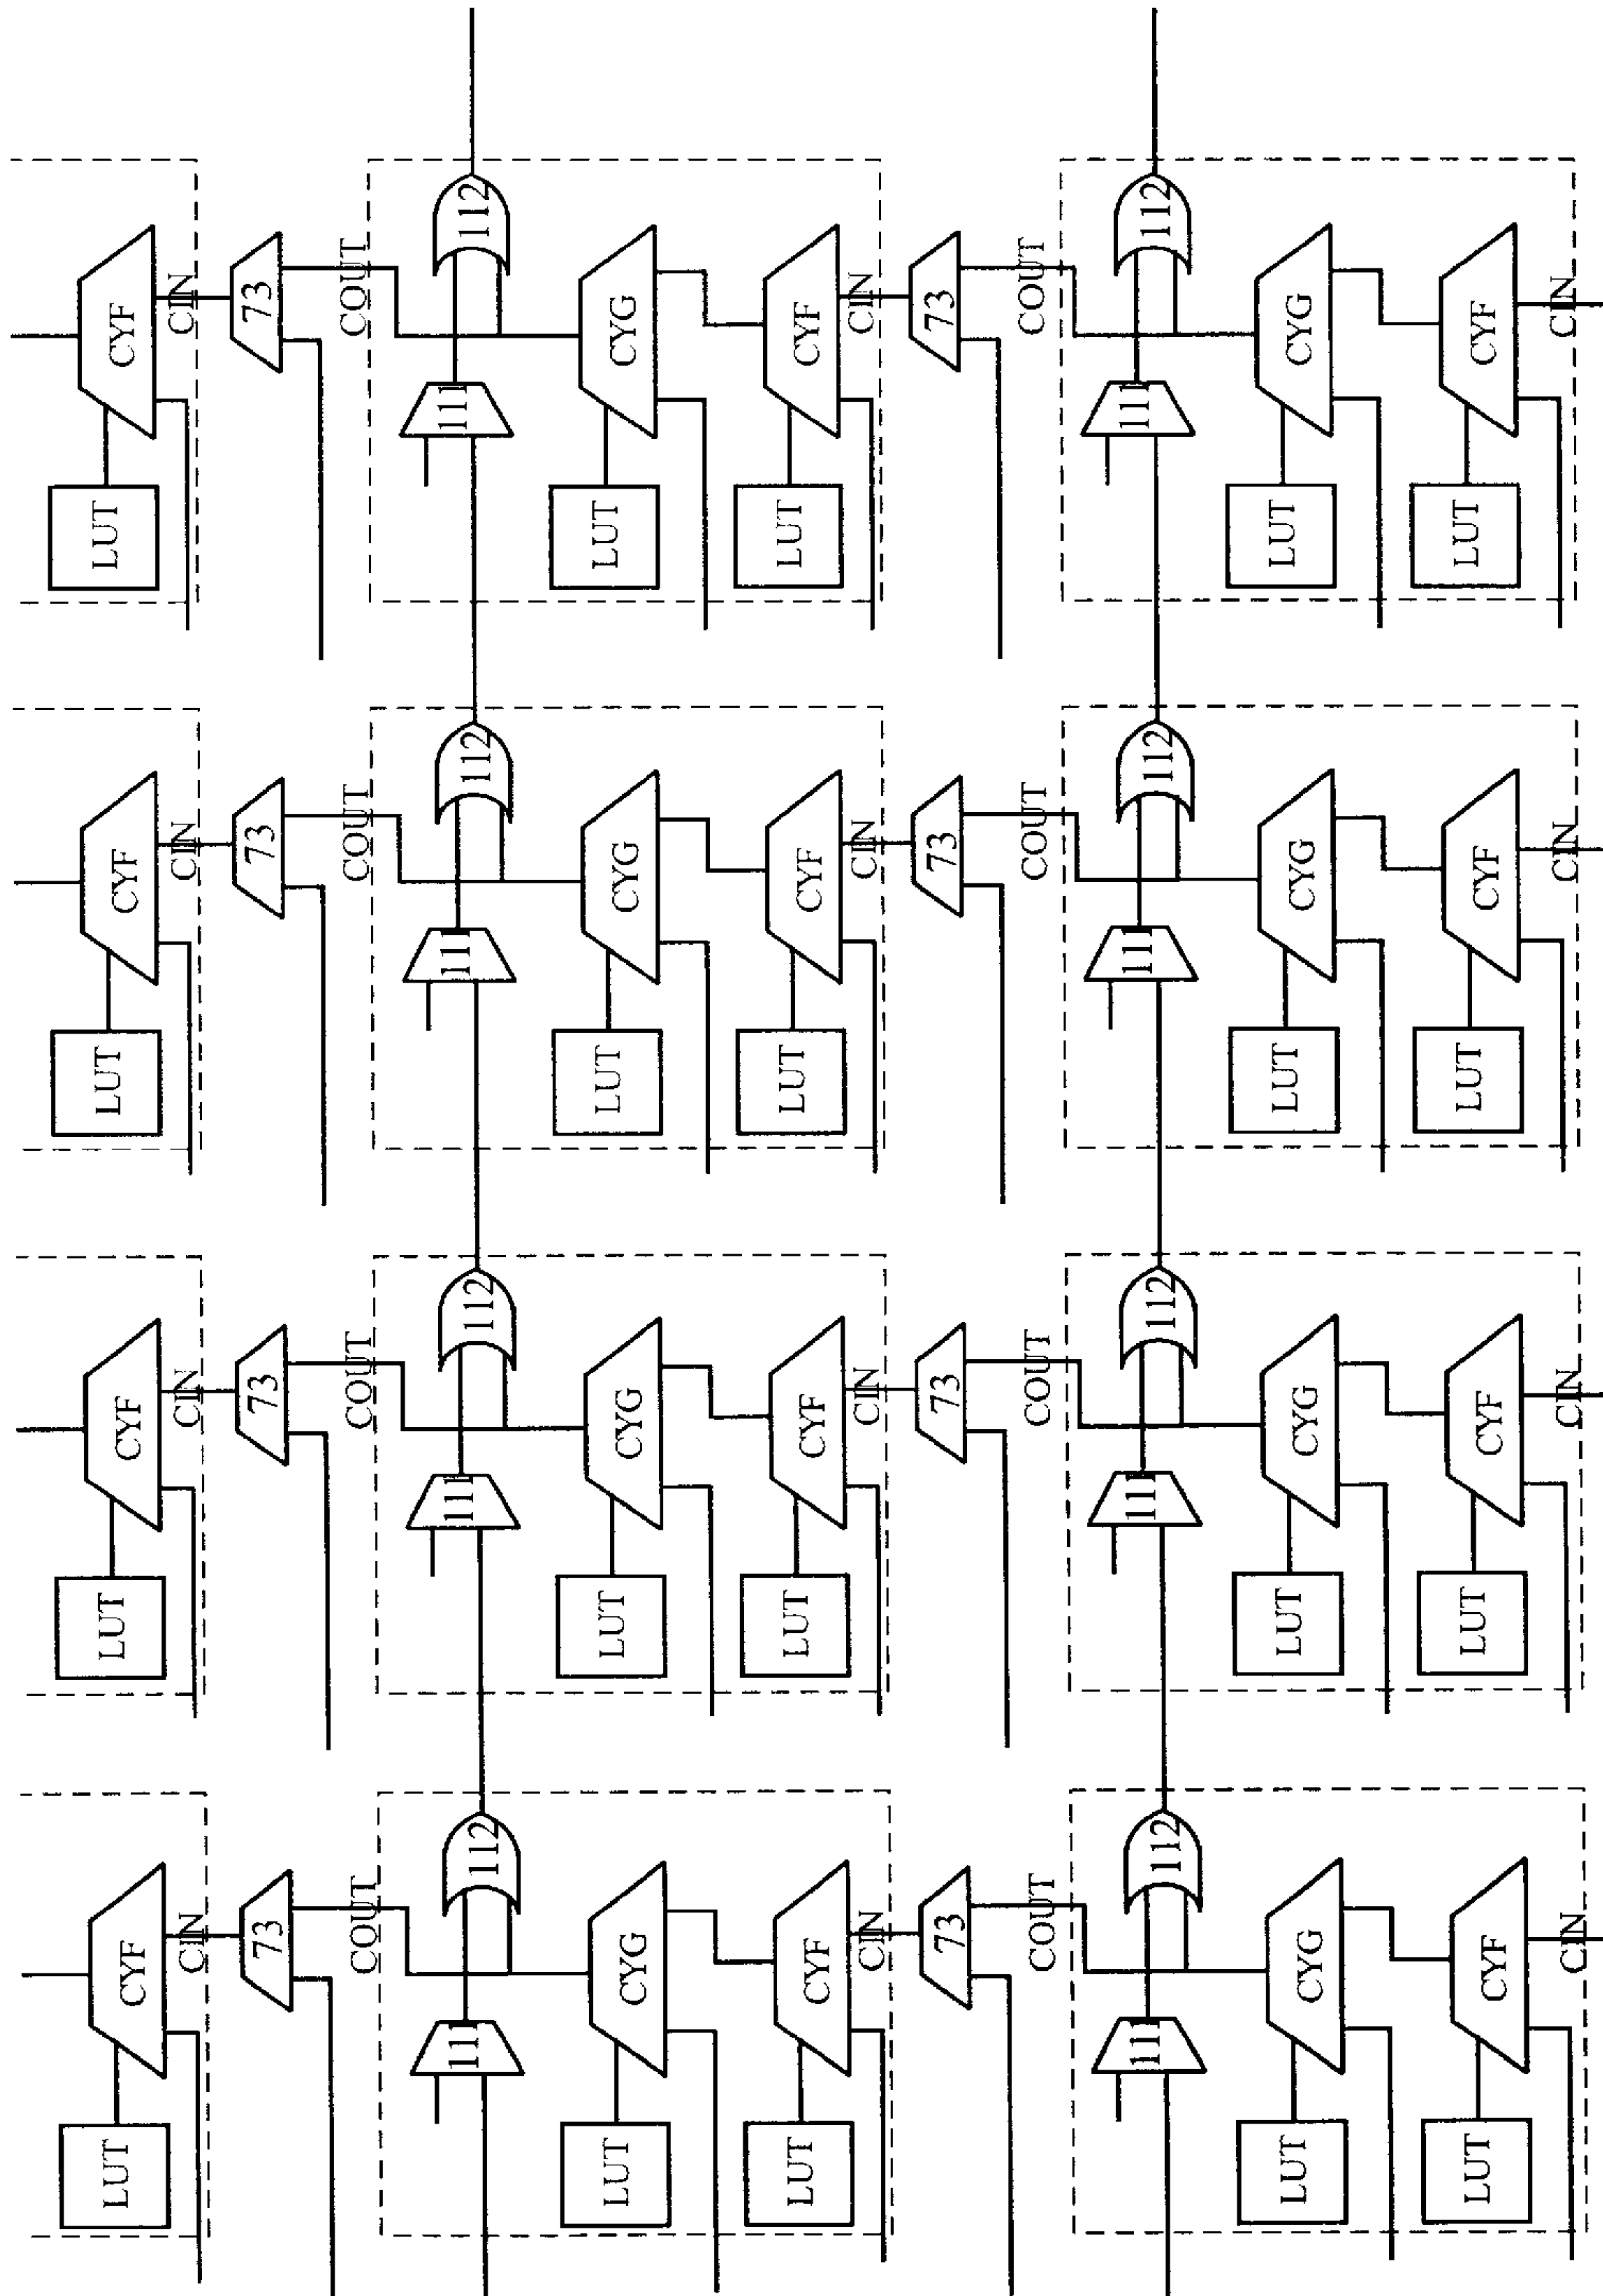 LUT CYF LUT CYF LUT CYF LUT CYF
CIN CIN CIN CIN
73 73 73 73
COUT COUT COUT COUT
111 112 111 112 111 112 111 112
LUT CYG LUT CYG LUT CYG LUT CYG
LUT CYF LUT CYF LUT CYF LUT CYF
CIN CIN CIN CIN
73 73 73 73
COUT COUT COUT COUT
111 112 111 112 111 112 111 112
LUT CYG LUT CYG LUT CYG LUT CYG
LUT CYF LUT CYF LUT CYF LUT CYF
CIN CIN CIN CIN